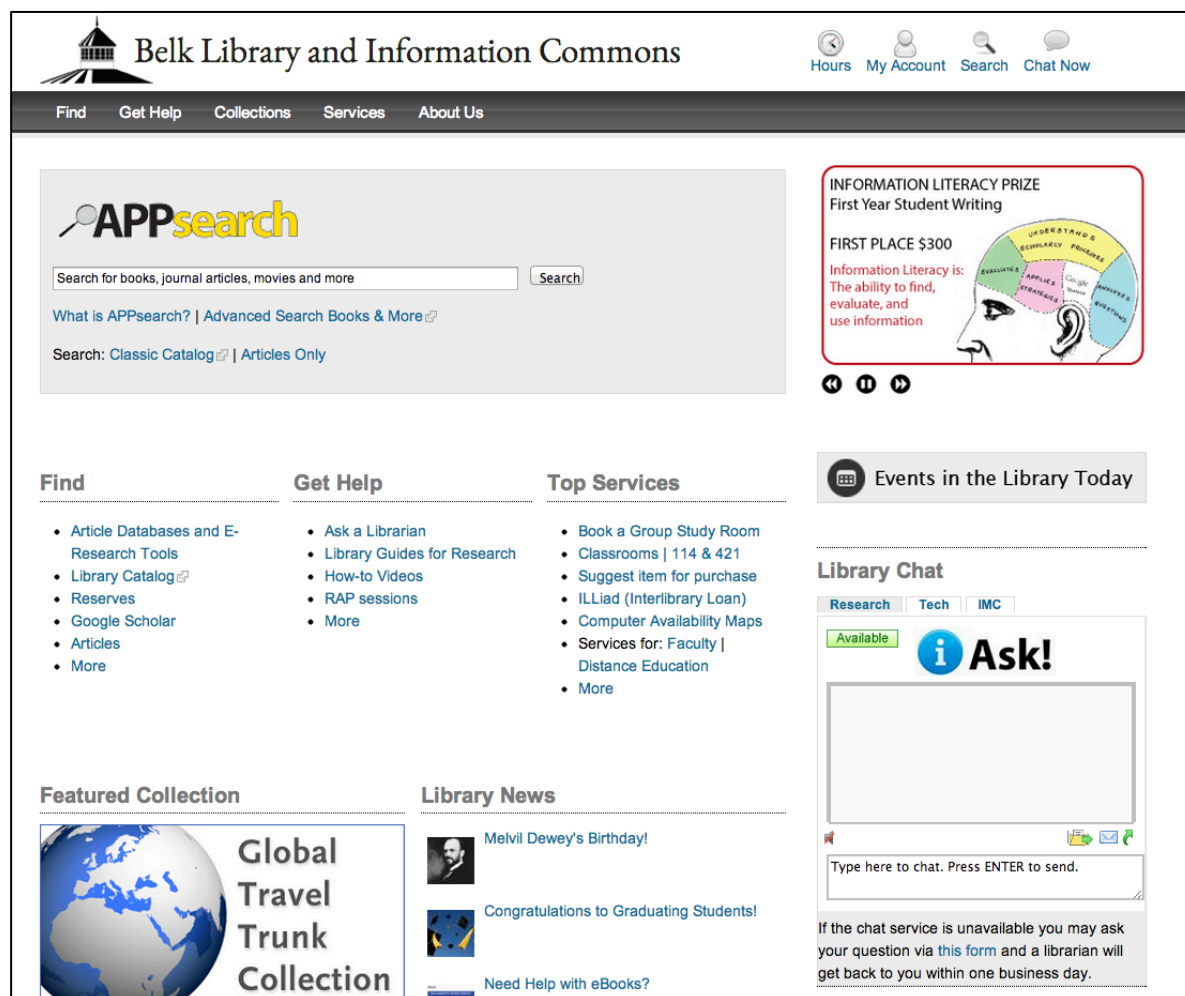 Belk Library and Information Commons
Hours My Account Search Chat Now
Find Get Help Collections Services About Us
APPsearch
Search for books, journal articles, movies and more Search
What is APPsearch? | Advanced Search Books & More
Search: Classic Catalog | Articles Only
INFORMATION LITERACY PRIZE
First Year Student Writing
FIRST PLACE $300
Information Literacy is:
The ability to find,
evaluate, and
use information
UNDERSTANDS
SCHOLARLY PROCESSES
EVALUATES
APPLIES
STRATEGIES
Google
ANALYZES
QUESTIONS
Events in the Library Today
Find
Article Databases and E-
Research Tools
Library Catalog
Reserves
Google Scholar
Articles
More
Get Help
Ask a Librarian
Library Guides for Research
How-to Videos
RAP sessions
More
Top Services
Book a Group Study Room
Classrooms | 114 & 421
Suggest item for purchase
ILLiad (Interlibrary Loan)
Computer Availability Maps
Services for: Faculty |
Distance Education
More
Library Chat
Research Tech IMC
Available
i Ask!
Type here to chat. Press ENTER to send.
If the chat service is unavailable you may ask
your question via this form and a librarian will
get back to you within one business day.
Featured Collection
Global
Travel
Trunk
Collection
Library News
Melvil Dewey's Birthday!
Congratulations to Graduating Students!
Need Help with eBooks?